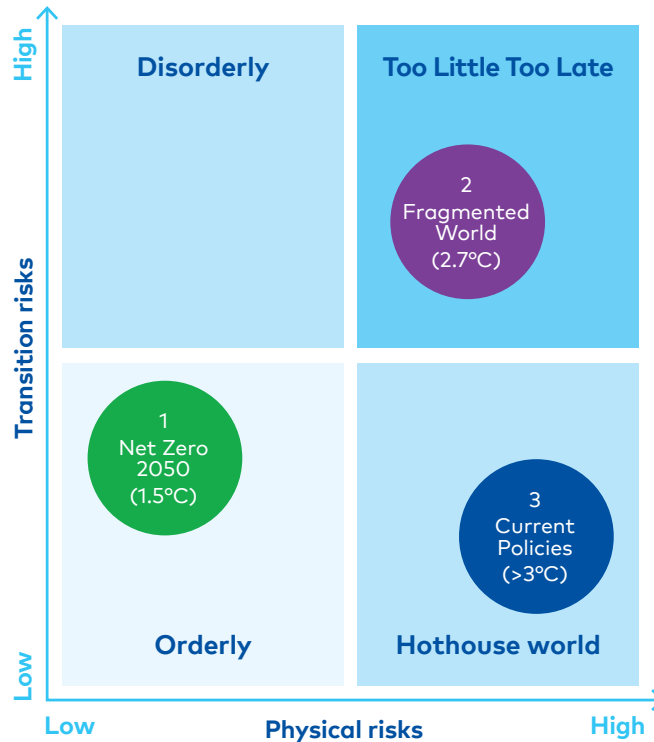 High
Disorderly
Too Little Too Late
2
Fragmented
World
(2.7°C)
Transition risks
1
Net Zero
2050
(1.5°C)
3
Current
Policies
(>3°C)
Orderly
Hothouse world
Low
Low
Physical risks
High